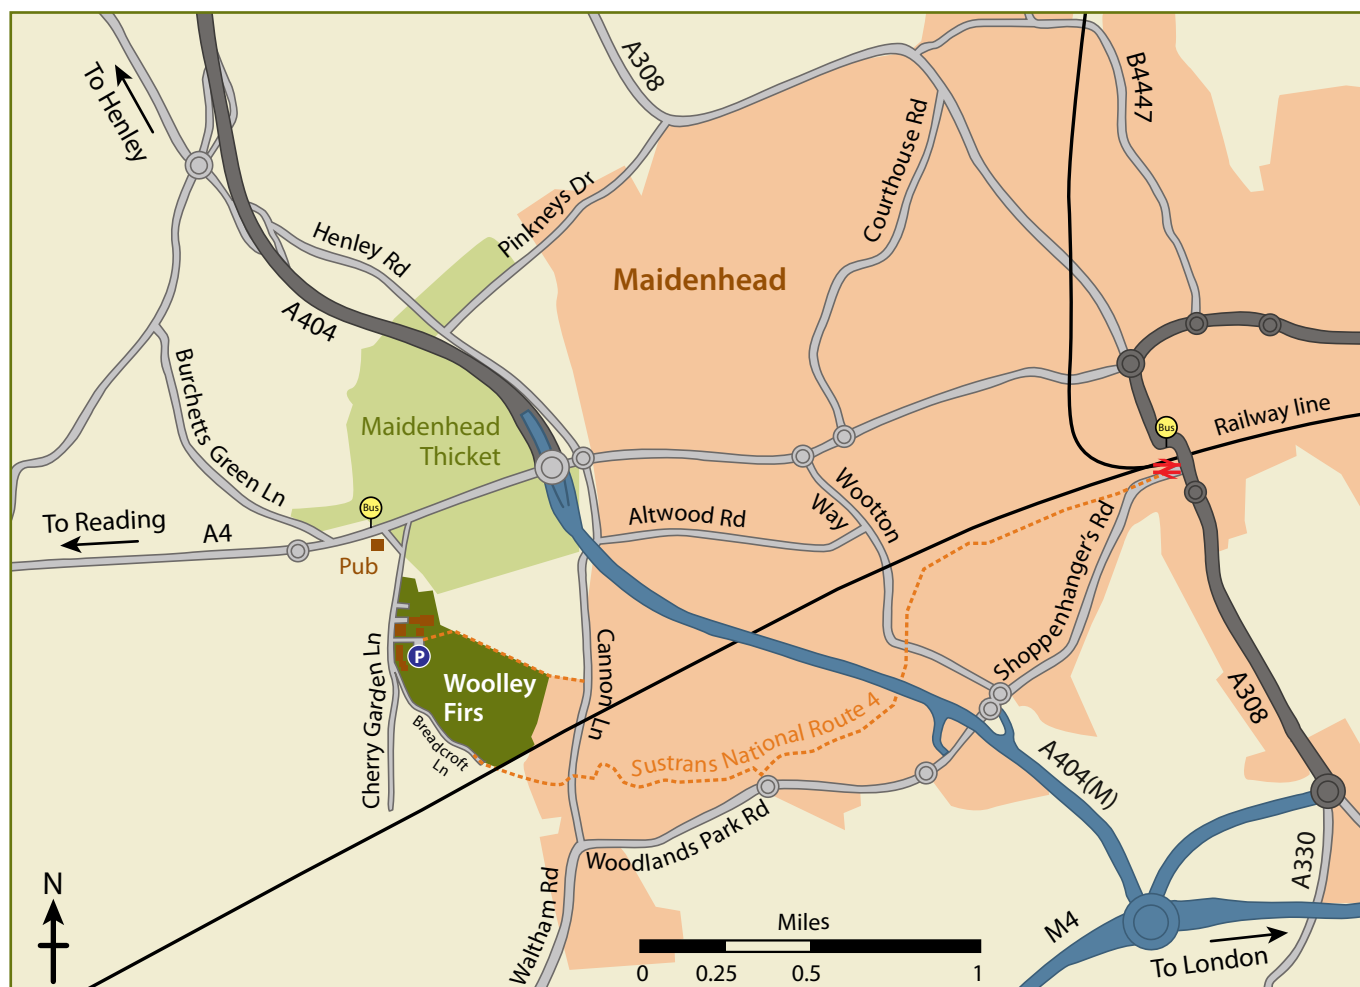 To Henley
A308
B4447
Courthouse Rd
Pinkneys Dr
Henley Rd
Maidenhead
A404
Burchetts Green Ln
Maidenhead
Thicket
Railway line
Bus
Wootton
Way
Bus
To Reading
A4
Altwood Rd
Pub
Shoppenhanger's Rd
Cherry Garden Ln
P
Woolley
Firs
Cannon Ln
Breadcroft
Ln
Sustrans National Route 4
A308
A404(M)
Woodlands Park Rd
A330
Waltham Rd
N
Miles
0 0.25 0.5 1
M4
To London